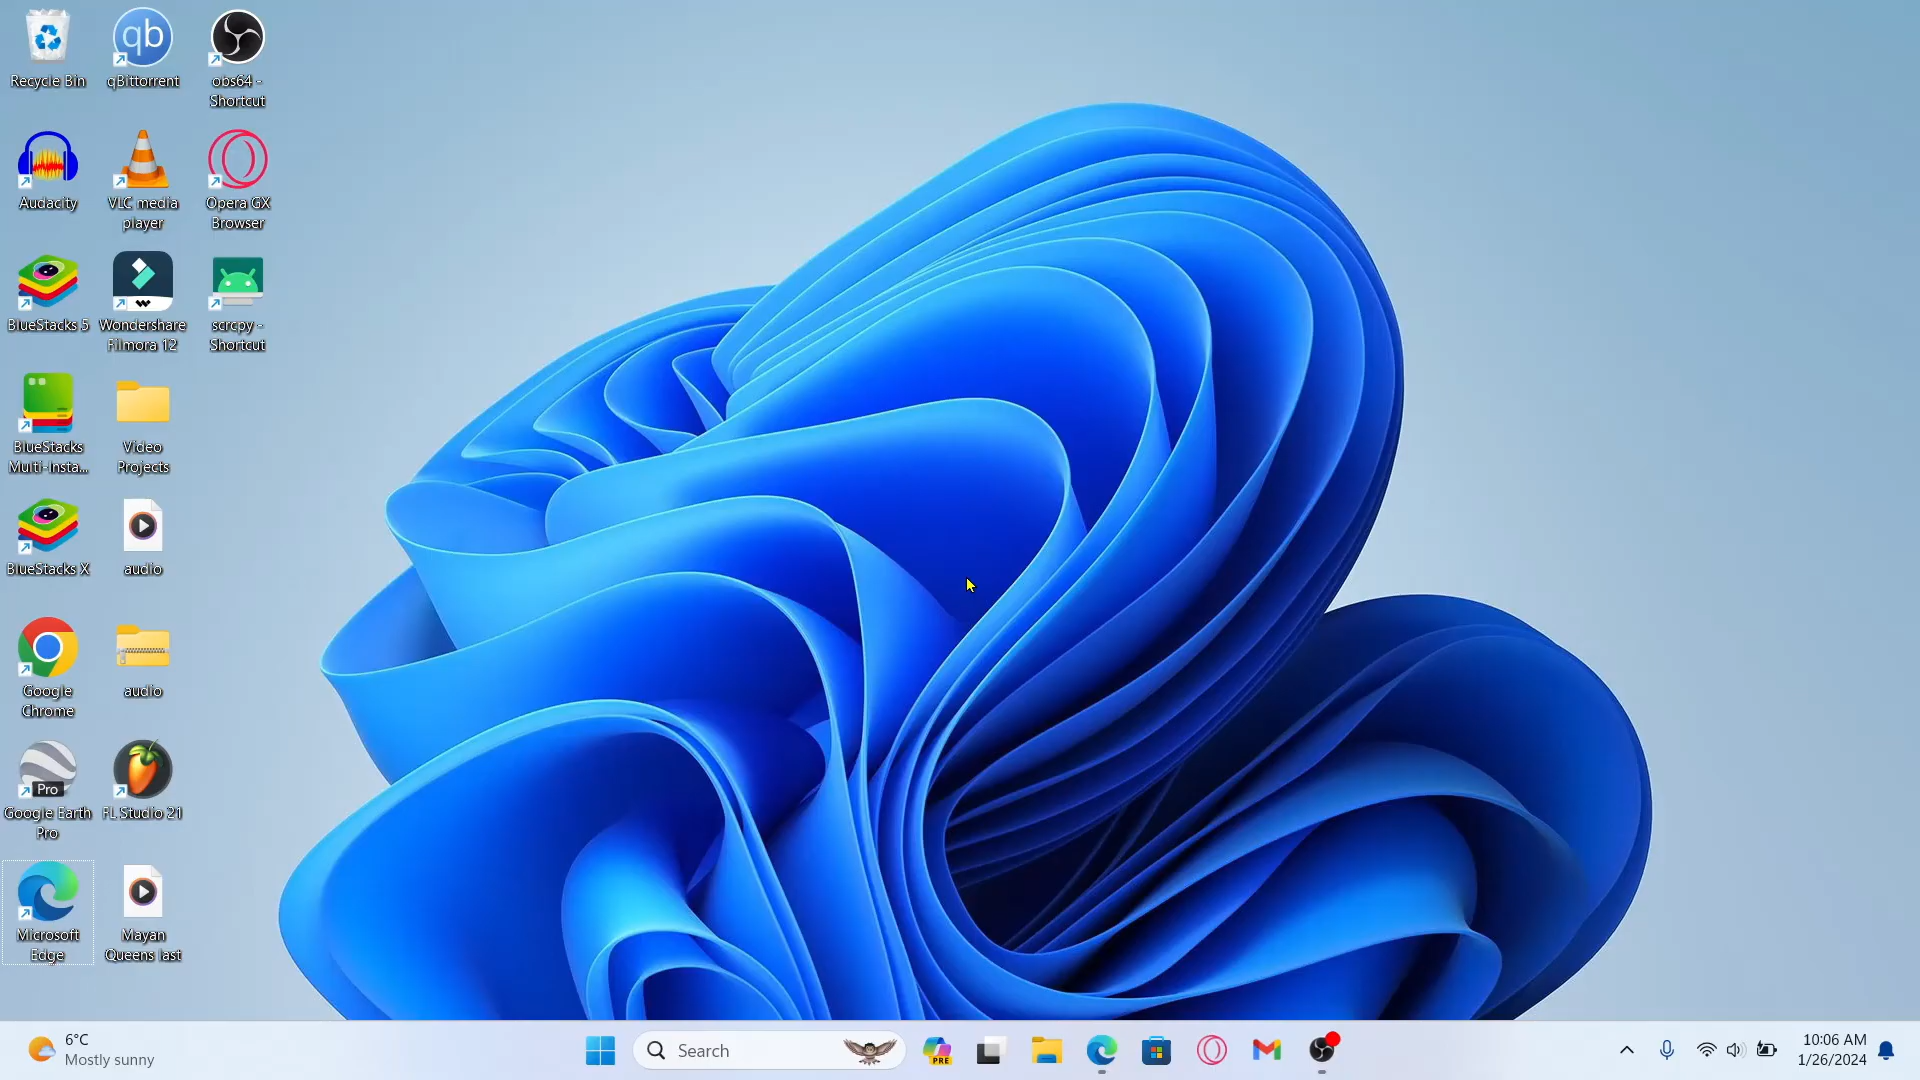 Recycle Bin
qb
qBittorrent
obs64 -
Shortcut
Audacity
VLC media
player
Opera GX
Browser
BlueStacks 5
Wondershare
Filmora 12
scrcpy -
Shortcut
BlueStacks
Multi-Insta...
Video
Projects
BlueStacks X
audio
Google
Chrome
audio
Pro
Google Earth
Pro
FL Studio 21
Microsoft
Edge
Mayan
Queens last
6°C
Mostly sunny
Search
PRE
10:06 AM
1/26/2024